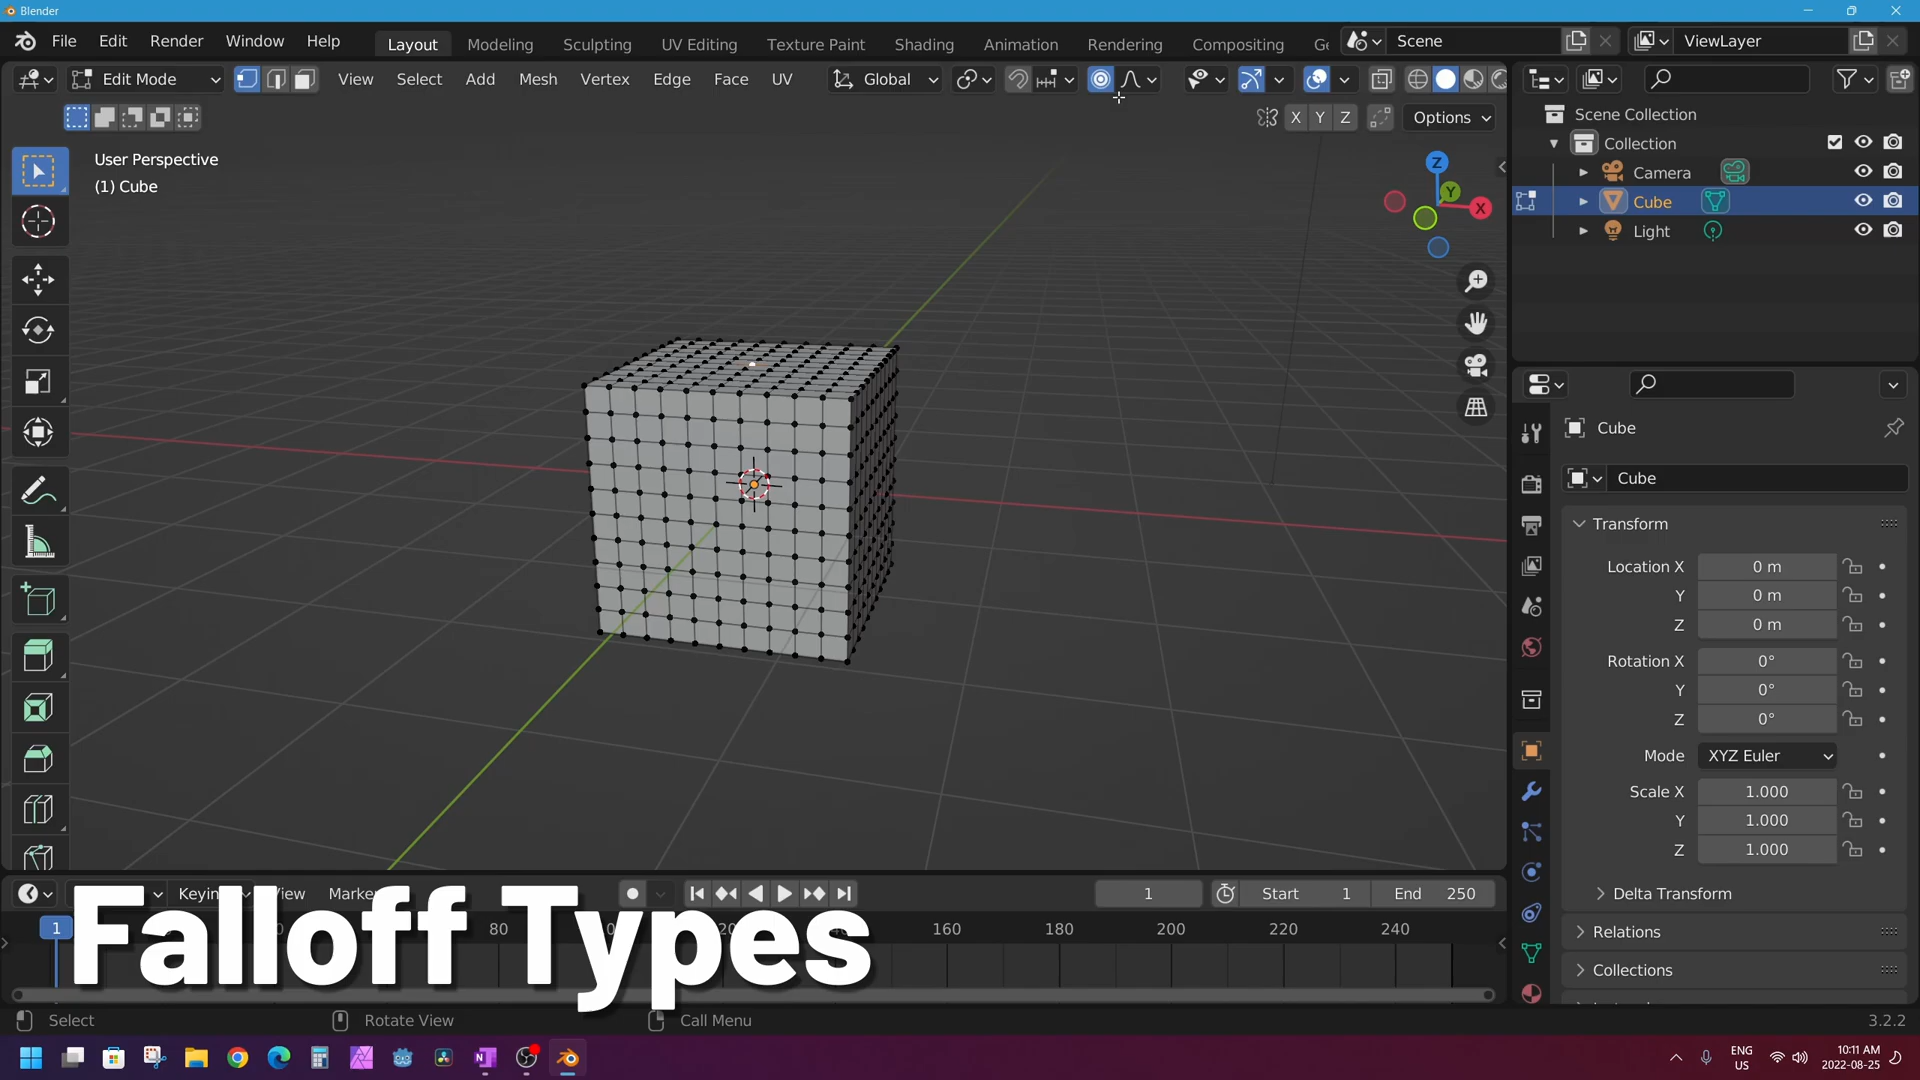 Blender
File Edit Render Window Help Layout Modeling Sculpting UV Editing Texture Paint Shading Animation Rendering Compositing Scene ViewLayer
Edit Mode View Select Add Mesh Vertex Edge Face UV Global
X Y Z Options
User Perspective
(1) Cube
Z
Y
X
Scene Collection
Collection
Camera
Cube
Light
Cube
Cube
Transform
Location X 0 m
Y 0 m
Z 0 m
Rotation X 0°
Y 0°
Z 0°
Mode XYZ Euler
Scale X 1.000
Y 1.000
Z 1.000
Delta Transform
Relations
Collections
1 Start 1 End 250
1 80 160 180 200 220 240
Falloff Types
Select Rotate View Call Menu 3.2.2
ENG
US
10:11 AM
2022-08-25